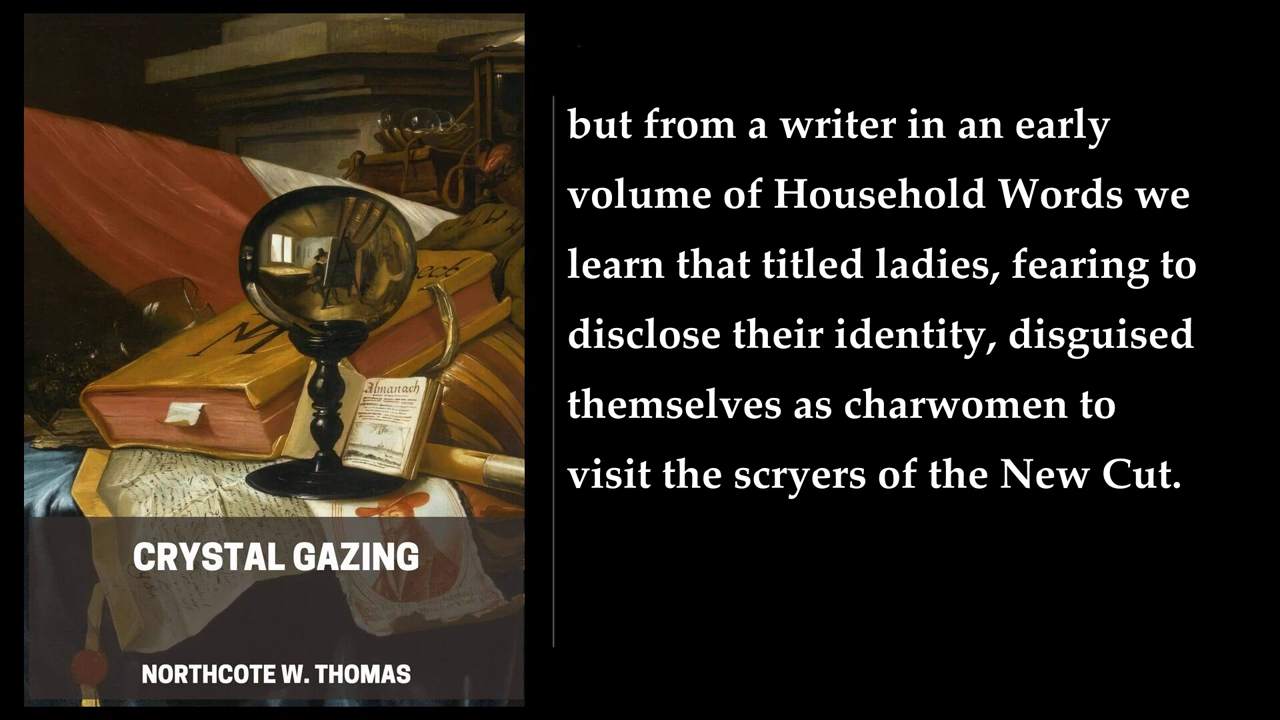 but from a writer in an early
volume of Household Words we
learn that titled ladies, fearing to
disclose their identity, disguised
themselves as charwomen to
visit the scryers of the New Cut.
M
Almanach
CRYSTAL GAZING
NORTHCOTE W. THOMAS